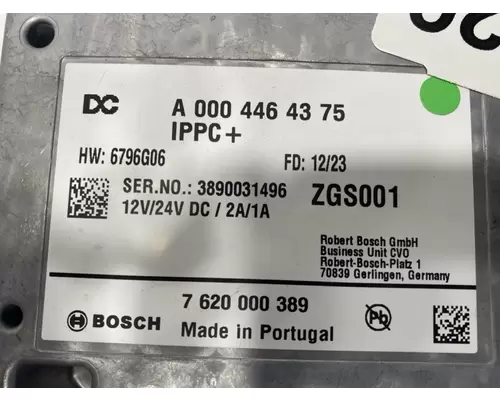 DC A 000 446 43 75
IPPC+
HW: 6796G06 FD: 12/23
SER.NO.: 3890031496 ZGS001
12V/24V DC / 2A/1A
Robert Bosch GmbH
Business Unit CVO
Robert-Bosch-Platz 1
70839 Gerlingen, Germany
7 620 000 389
BOSCH Made in Portugal Pb